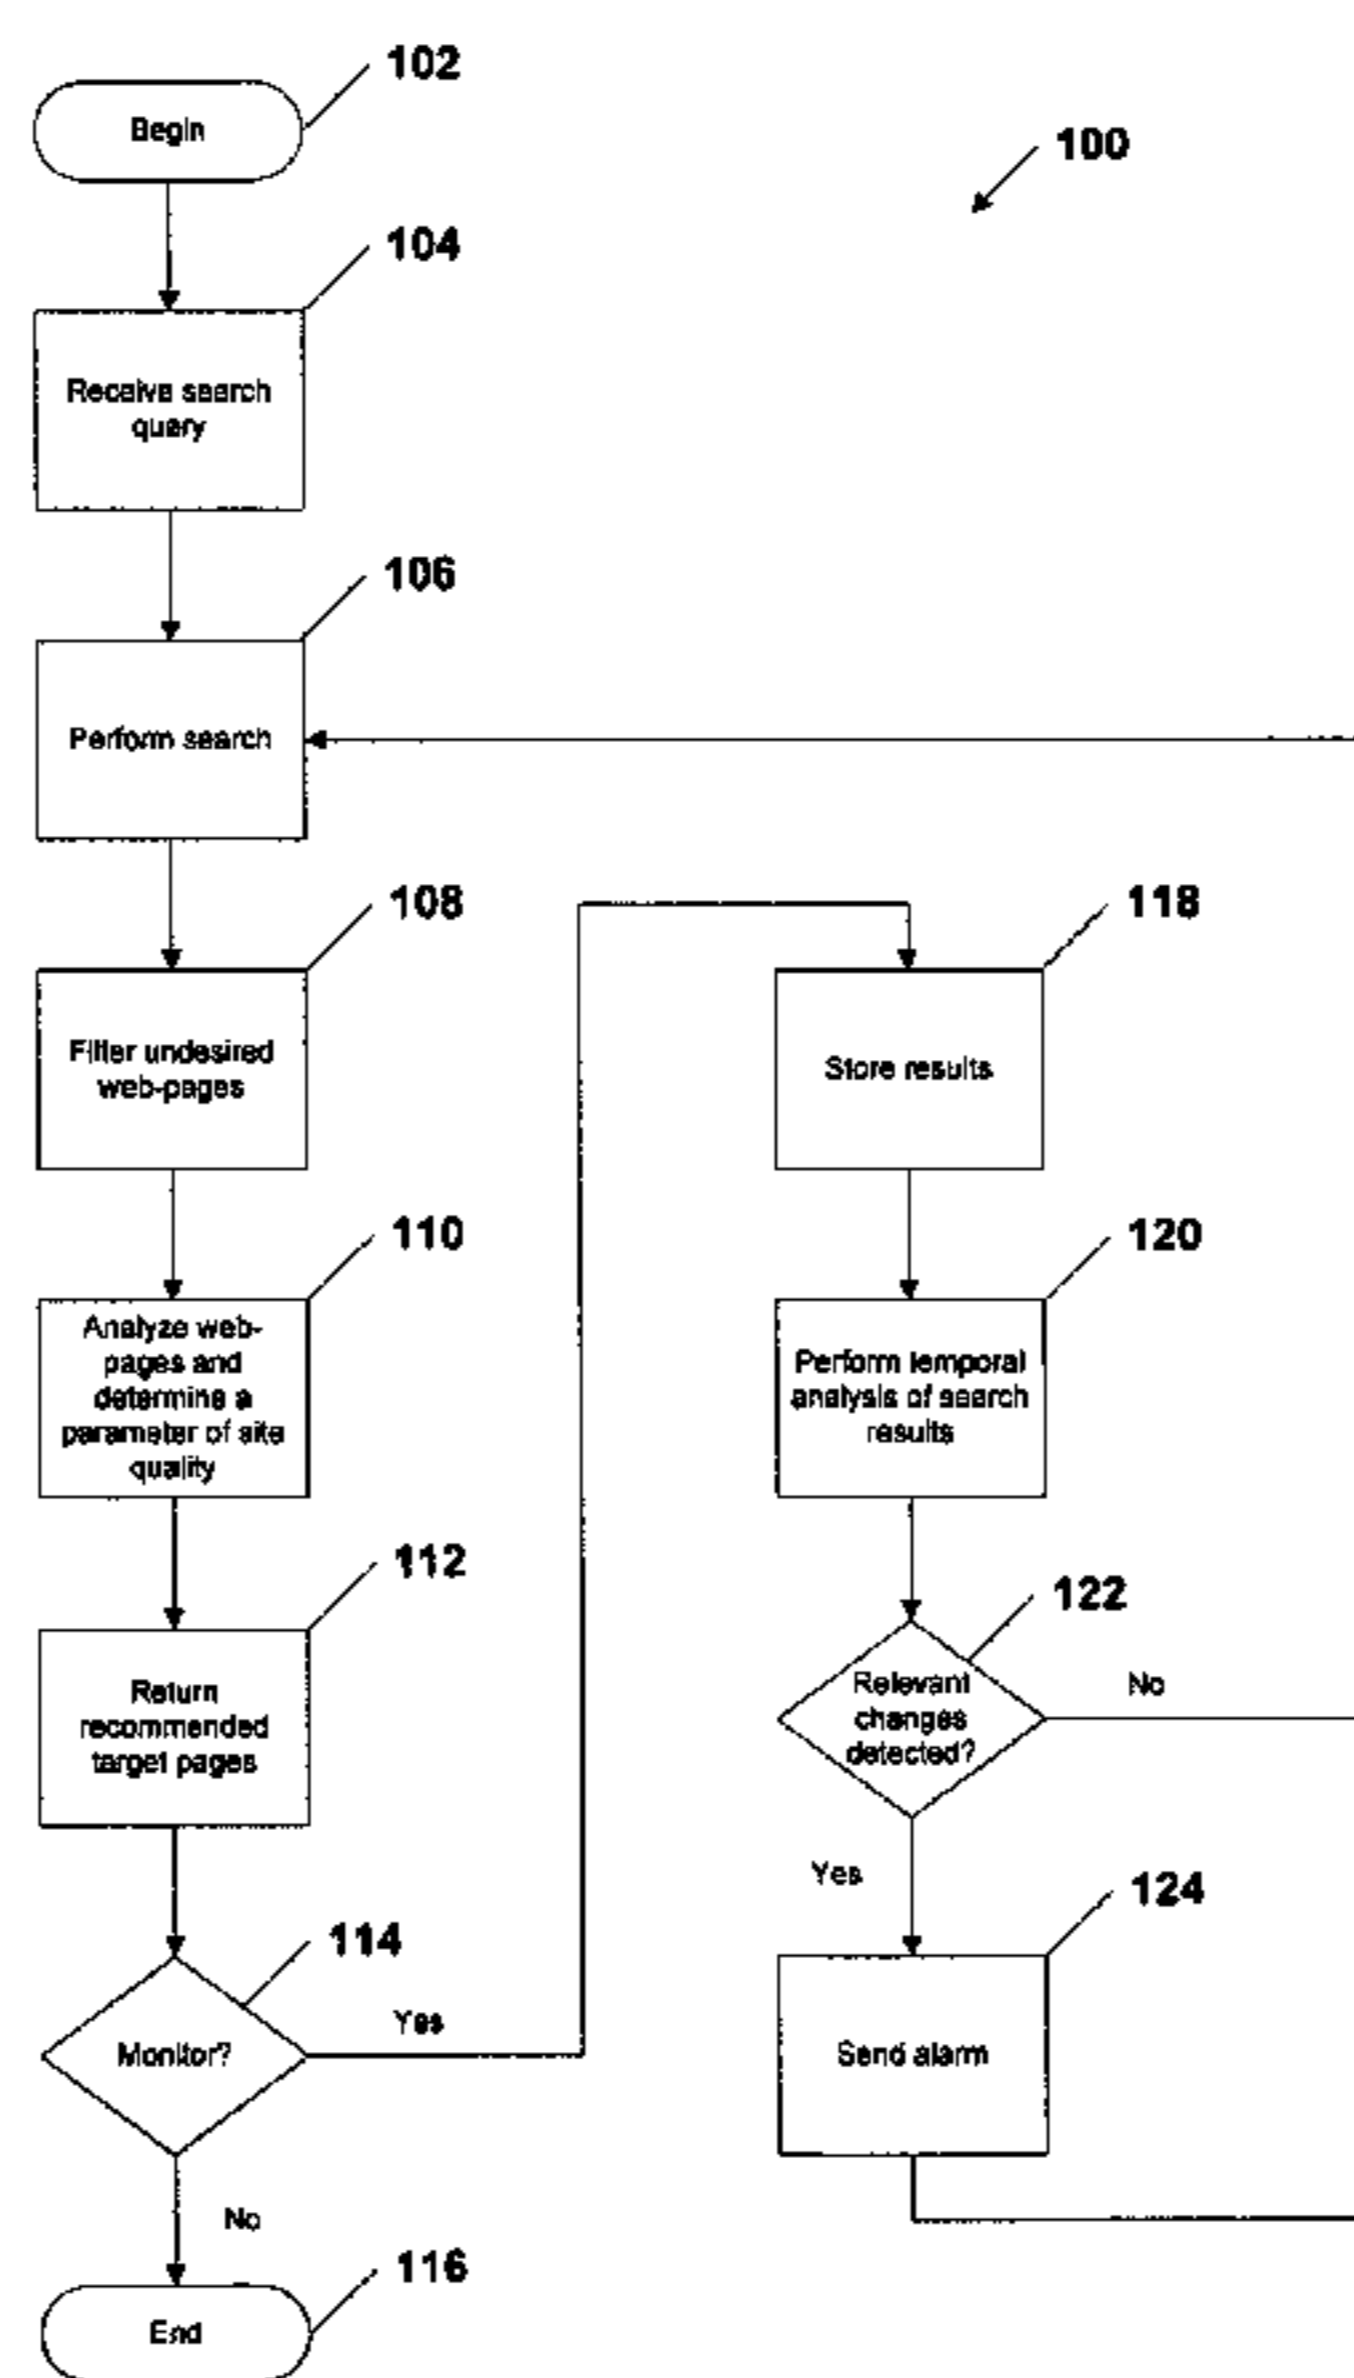 102
Begin
100
104
Receive search
query
106
Perform search
108
Filter undesired
web-pages
110
Analyze web-
pages and
determine a
parameter of site
quality
112
Return
recommended
target pages
114
Monitor?
Yes
No
116
End
118
Store results
120
Perform temporal
analysis of search
results
122
Relevant
changes
detected?
No
Yes
124
Send alarm